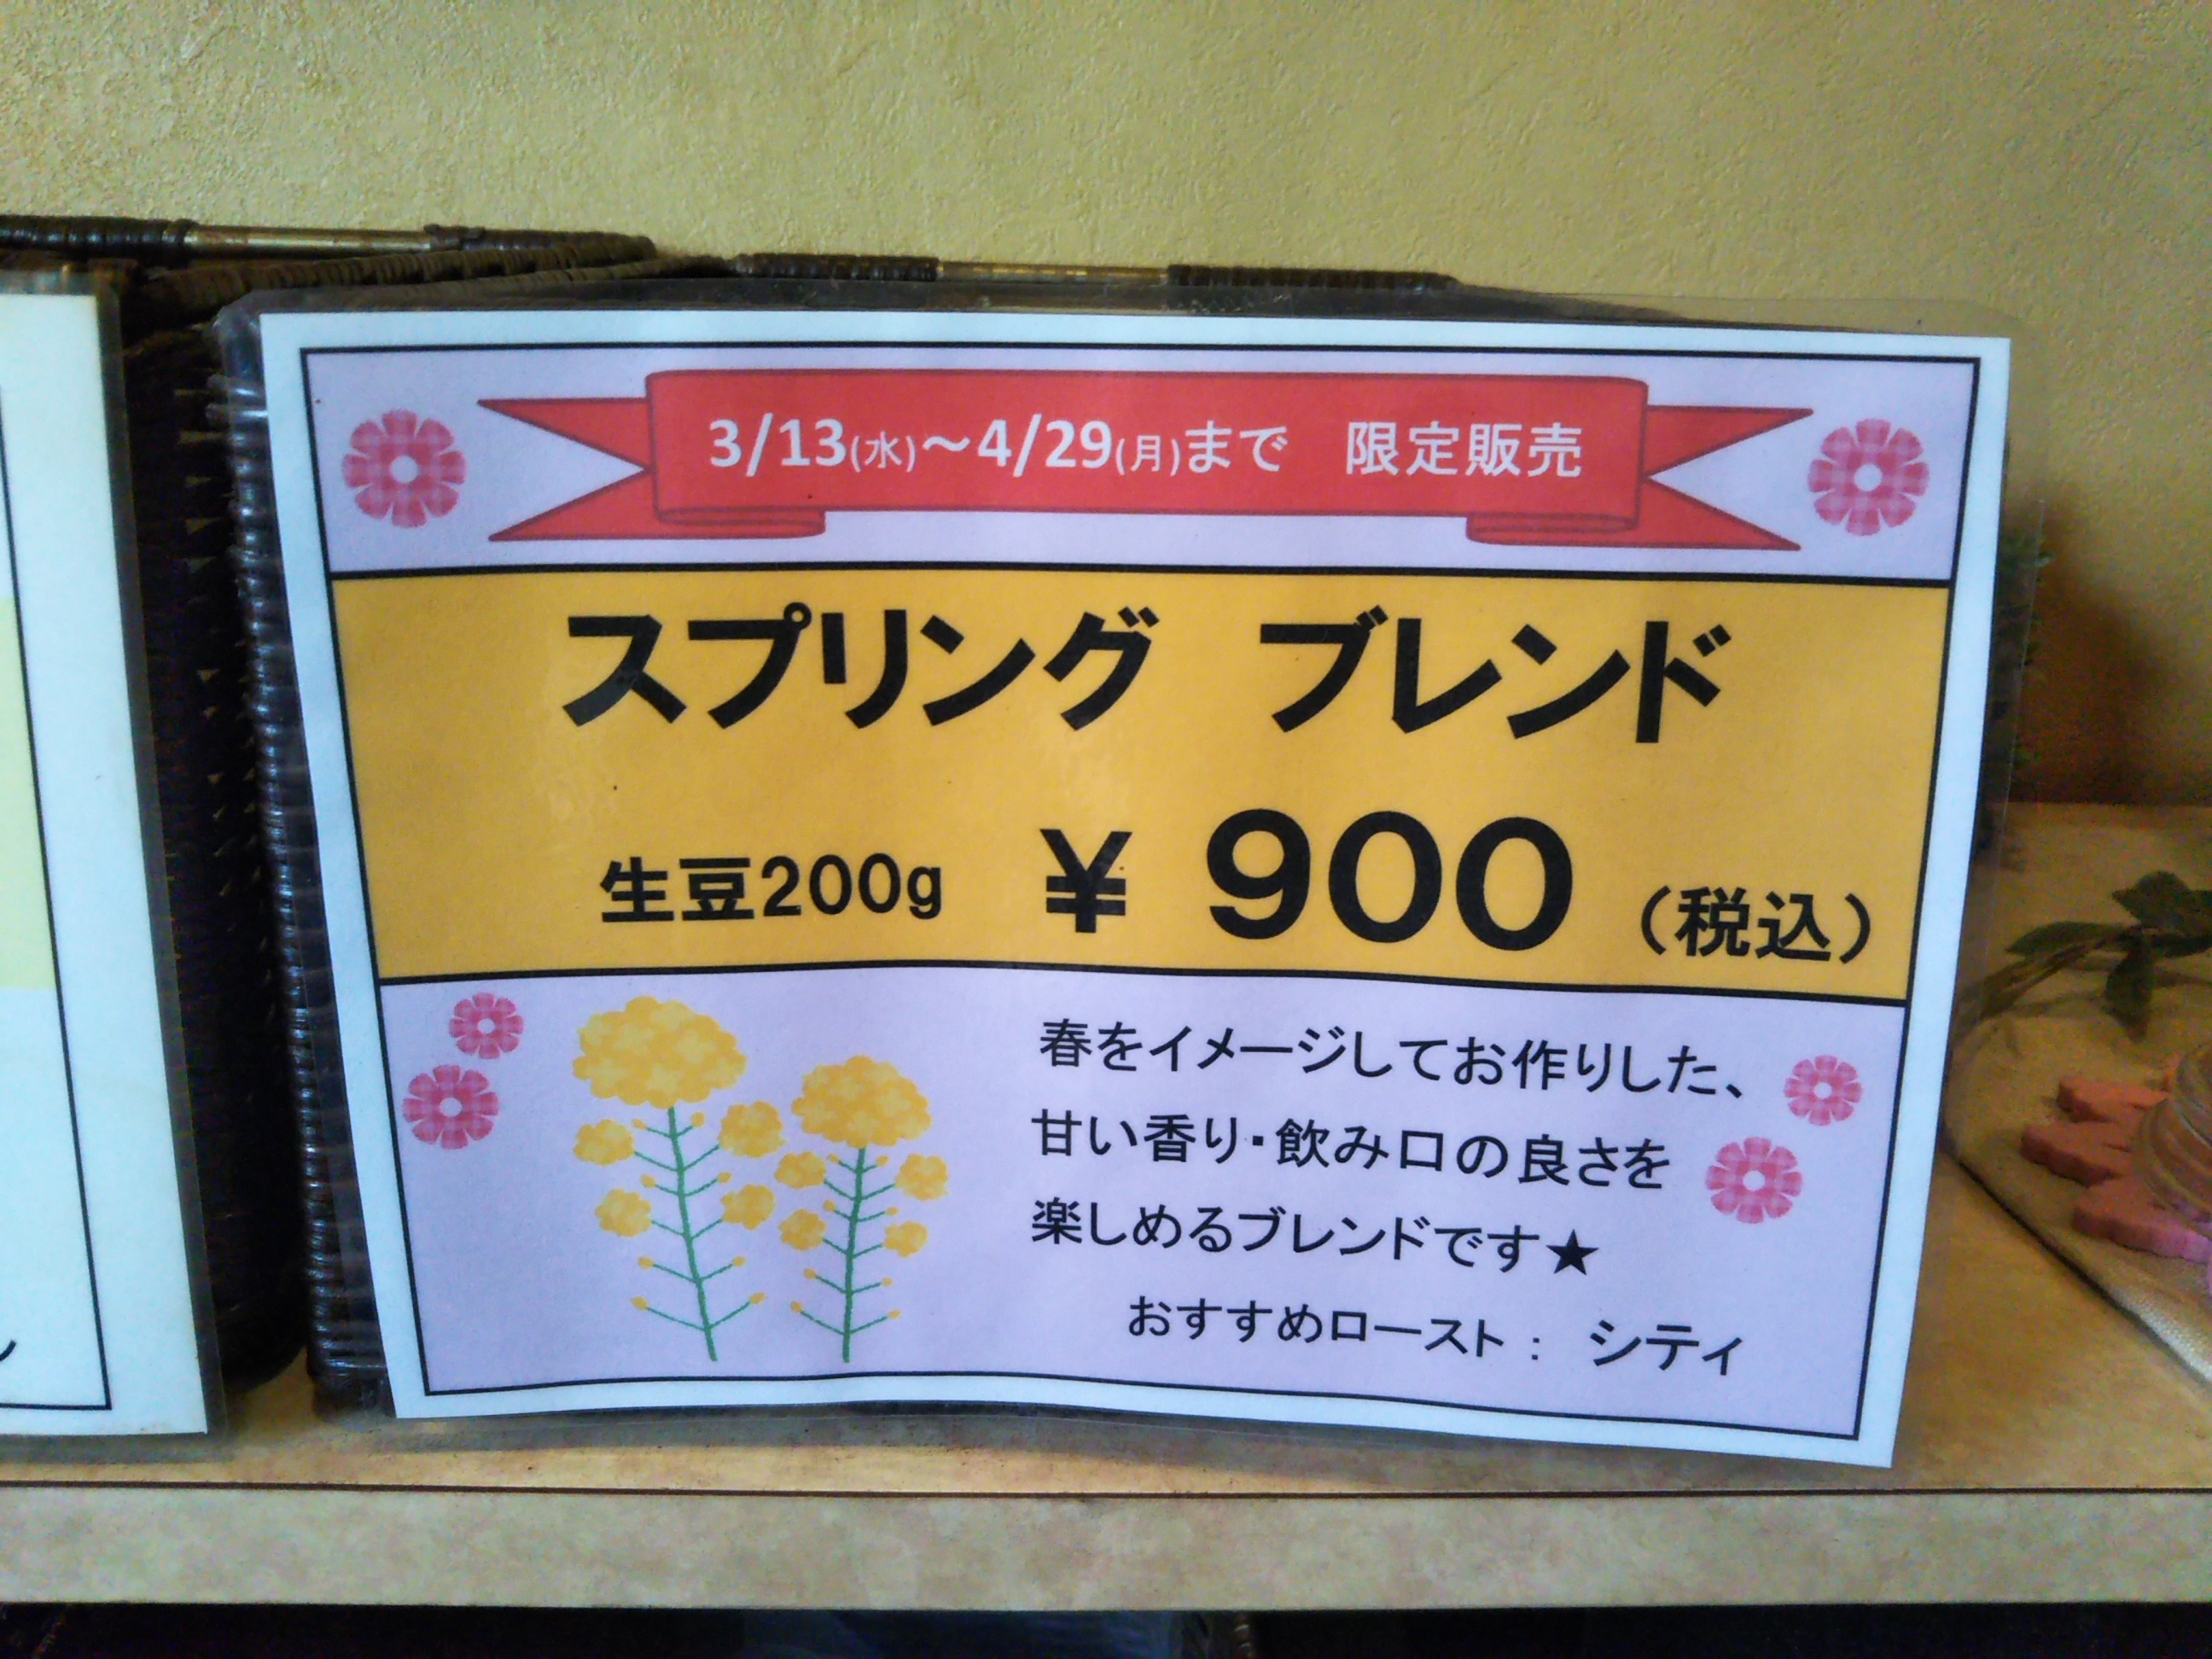 3/13(水)～4/29(月)まで　限定販売
スプリング　ブレンド
生豆200g　￥900（税込）
春をイメージしてお作りした、
甘い香り・飲み口の良さを
楽しめるブレンドです★
おすすめロースト：　シティ